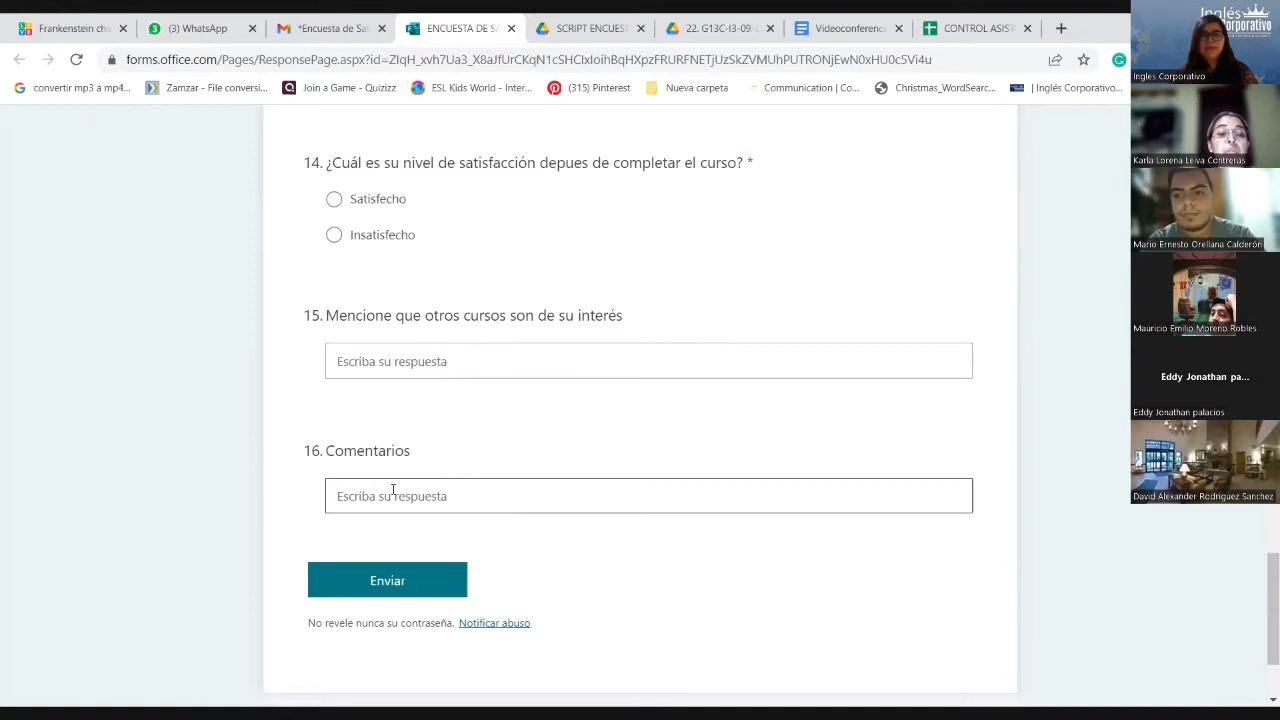 Frankenstein ch
(3) WhatsApp
*Encuesta de Sa
ENCUESTA DE SA
SCRIPT ENCUEST
22. G13C-I3-09-
Videoconferenci
CONTROL ASIST
forms.office.com/Pages/ResponsePage.aspx?id=
convertir mp3 a mp4...
Zamzar - File conversi...
Join a Game - Quizizz
ESL Kids World - Inter...
(315) Pinterest
Nueva carpeta
Communication | Co...
Christmas_WordSearc...
| Inglés Corporativo...
14. ¿Cuál es su nivel de satisfacción depues de completar el curso? *
Satisfecho
Insatisfecho
15. Mencione que otros cursos son de su interés
Escriba su respuesta
16. Comentarios
Escriba su respuesta
Enviar
No revele nunca su contraseña. Notificar abuso
Inglés
Corporativo
Ingles Corporativo
Karla Lorena Leiva Contreras
Mario Ernesto Orellana Calderón
Mauricio Emilio Moreno Robles
Eddy Jonathan pa...
Eddy Jonathan palacios
David Alexander Rodriguez Sanchez